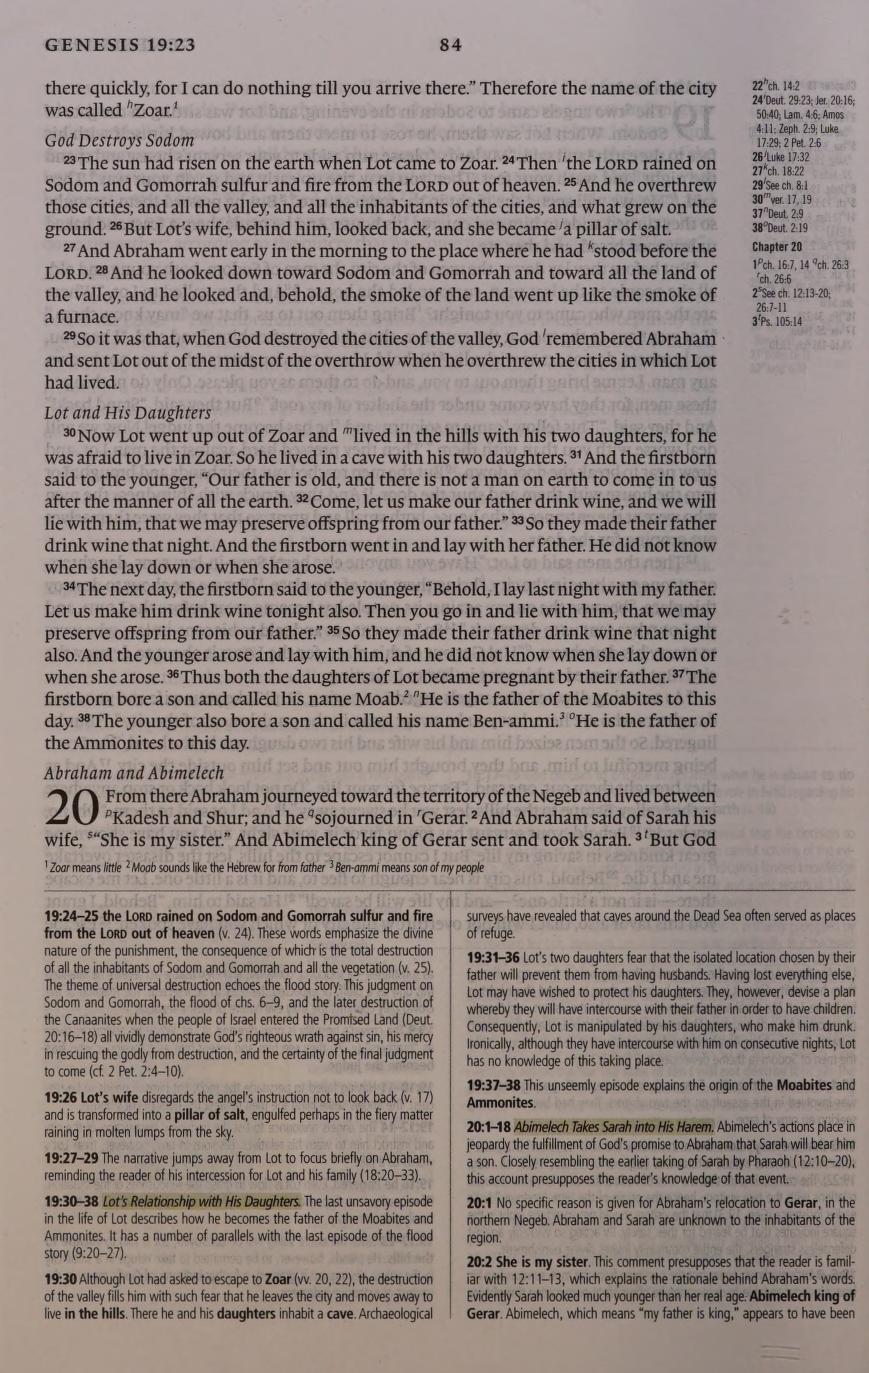 GENESIS 19:23
84
there quickly, for I can do nothing till you arrive there.” Therefore the name of the city
was called ʰZoar.¹
God Destroys Sodom
²³ The sun had risen on the earth when Lot came to Zoar. ²⁴ Then ⁱthe LORD rained on
Sodom and Gomorrah sulfur and fire from the LORD out of heaven. ²⁵ And he overthrew
those cities, and all the valley, and all the inhabitants of the cities, and what grew on the
ground. ²⁶ But Lot’s wife, behind him, looked back, and she became ʲa pillar of salt.
²⁷ And Abraham went early in the morning to the place where he had ᵏstood before the
LORD. ²⁸ And he looked down toward Sodom and Gomorrah and toward all the land of
the valley, and he looked and, behold, the smoke of the land went up like the smoke of
a furnace.
²⁹ So it was that, when God destroyed the cities of the valley, God ˡremembered Abraham
and sent Lot out of the midst of the overthrow when he overthrew the cities in which Lot
had lived.
Lot and His Daughters
³⁰ Now Lot went up out of Zoar and ᵐlived in the hills with his two daughters, for he
was afraid to live in Zoar. So he lived in a cave with his two daughters. ³¹ And the firstborn
said to the younger, “Our father is old, and there is not a man on earth to come in to us
after the manner of all the earth. ³² Come, let us make our father drink wine, and we will
lie with him, that we may preserve offspring from our father.” ³³ So they made their father
drink wine that night. And the firstborn went in and lay with her father. He did not know
when she lay down or when she arose.
³⁴ The next day, the firstborn said to the younger, “Behold, I lay last night with my father.
Let us make him drink wine tonight also. Then you go in and lie with him, that we may
preserve offspring from our father.” ³⁵ So they made their father drink wine that night
also. And the younger arose and lay with him, and he did not know when she lay down or
when she arose. ³⁶ Thus both the daughters of Lot became pregnant by their father. ³⁷ The
firstborn bore a son and called his name Moab.² ⁿHe is the father of the Moabites to this
day. ³⁸ The younger also bore a son and called his name Ben-ammi.³ ᵒHe is the father of
the Ammonites to this day.
Abraham and Abimelech
20 From there Abraham journeyed toward the territory of the Negeb and lived between
ᵖKadesh and Shur; and he qsojourned in ʳGerar. ² And Abraham said of Sarah his
wife, ˢ“She is my sister.” And Abimelech king of Gerar sent and took Sarah. ³ ᵗBut God
¹ Zoar means little ² Moab sounds like the Hebrew for from father ³ Ben-ammi means son of my people
22 ʰch. 14:2
24 ⁱDeut. 29:23; Jer. 20:16;
50:40; Lam. 4:6; Amos
4:11; Zeph. 2:9; Luke
17:29; 2 Pet. 2:6
26 ʲLuke 17:32
27 ᵏch. 18:22
29 ˡSee ch. 8:1
30 ᵐver. 17, 19
37 ⁿDeut. 2:9
38 ᵒDeut. 2:19
Chapter 20
1 ᵖch. 16:7, 14 qch. 26:3
ʳch. 26:6
2 ˢSee ch. 12:13-20;
26:7-11
3 ᵗPs. 105:14
19:24–25 the LORD rained on Sodom and Gomorrah sulfur and fire
from the LORD out of heaven (v. 24). These words emphasize the divine
nature of the punishment, the consequence of which is the total destruction
of all the inhabitants of Sodom and Gomorrah and all the vegetation (v. 25).
The theme of universal destruction echoes the flood story. This judgment on
Sodom and Gomorrah, the flood of chs. 6–9, and the later destruction of
the Canaanites when the people of Israel entered the Promised Land (Deut.
20:16–18) all vividly demonstrate God’s righteous wrath against sin, his mercy
in rescuing the godly from destruction, and the certainty of the final judgment
to come (cf. 2 Pet. 2:4–10).
19:26 Lot’s wife disregards the angel’s instruction not to look back (v. 17)
and is transformed into a pillar of salt, engulfed perhaps in the fiery matter
raining in molten lumps from the sky.
19:27–29 The narrative jumps away from Lot to focus briefly on Abraham,
reminding the reader of his intercession for Lot and his family (18:20–33).
19:30–38 Lot’s Relationship with His Daughters. The last unsavory episode
in the life of Lot describes how he becomes the father of the Moabites and
Ammonites. It has a number of parallels with the last episode of the flood
story (9:20–27).
19:30 Although Lot had asked to escape to Zoar (vv. 20, 22), the destruction
of the valley fills him with such fear that he leaves the city and moves away to
live in the hills. There he and his daughters inhabit a cave. Archaeological
surveys have revealed that caves around the Dead Sea often served as places
of refuge.
19:31–36 Lot’s two daughters fear that the isolated location chosen by their
father will prevent them from having husbands. Having lost everything else,
Lot may have wished to protect his daughters. They, however, devise a plan
whereby they will have intercourse with their father in order to have children.
Consequently, Lot is manipulated by his daughters, who make him drunk.
Ironically, although they have intercourse with him on consecutive nights, Lot
has no knowledge of this taking place.
19:37–38 This unseemly episode explains the origin of the Moabites and
Ammonites.
20:1–18 Abimelech Takes Sarah into His Harem. Abimelech’s actions place in
jeopardy the fulfillment of God’s promise to Abraham that Sarah will bear him
a son. Closely resembling the earlier taking of Sarah by Pharaoh (12:10–20),
this account presupposes the reader’s knowledge of that event.
20:1 No specific reason is given for Abraham’s relocation to Gerar, in the
northern Negeb. Abraham and Sarah are unknown to the inhabitants of the
region.
20:2 She is my sister. This comment presupposes that the reader is famil-
iar with 12:11–13, which explains the rationale behind Abraham’s words.
Evidently Sarah looked much younger than her real age. Abimelech king of
Gerar. Abimelech, which means “my father is king,” appears to have been